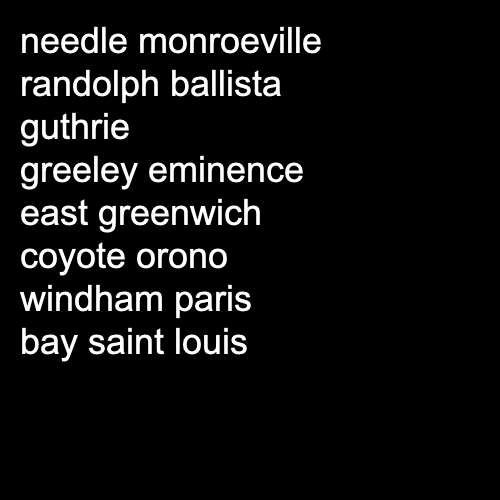 needle monroeville
randolph ballista
guthrie
greeley eminence
east greenwich
coyote orono
windham paris
bay saint louis